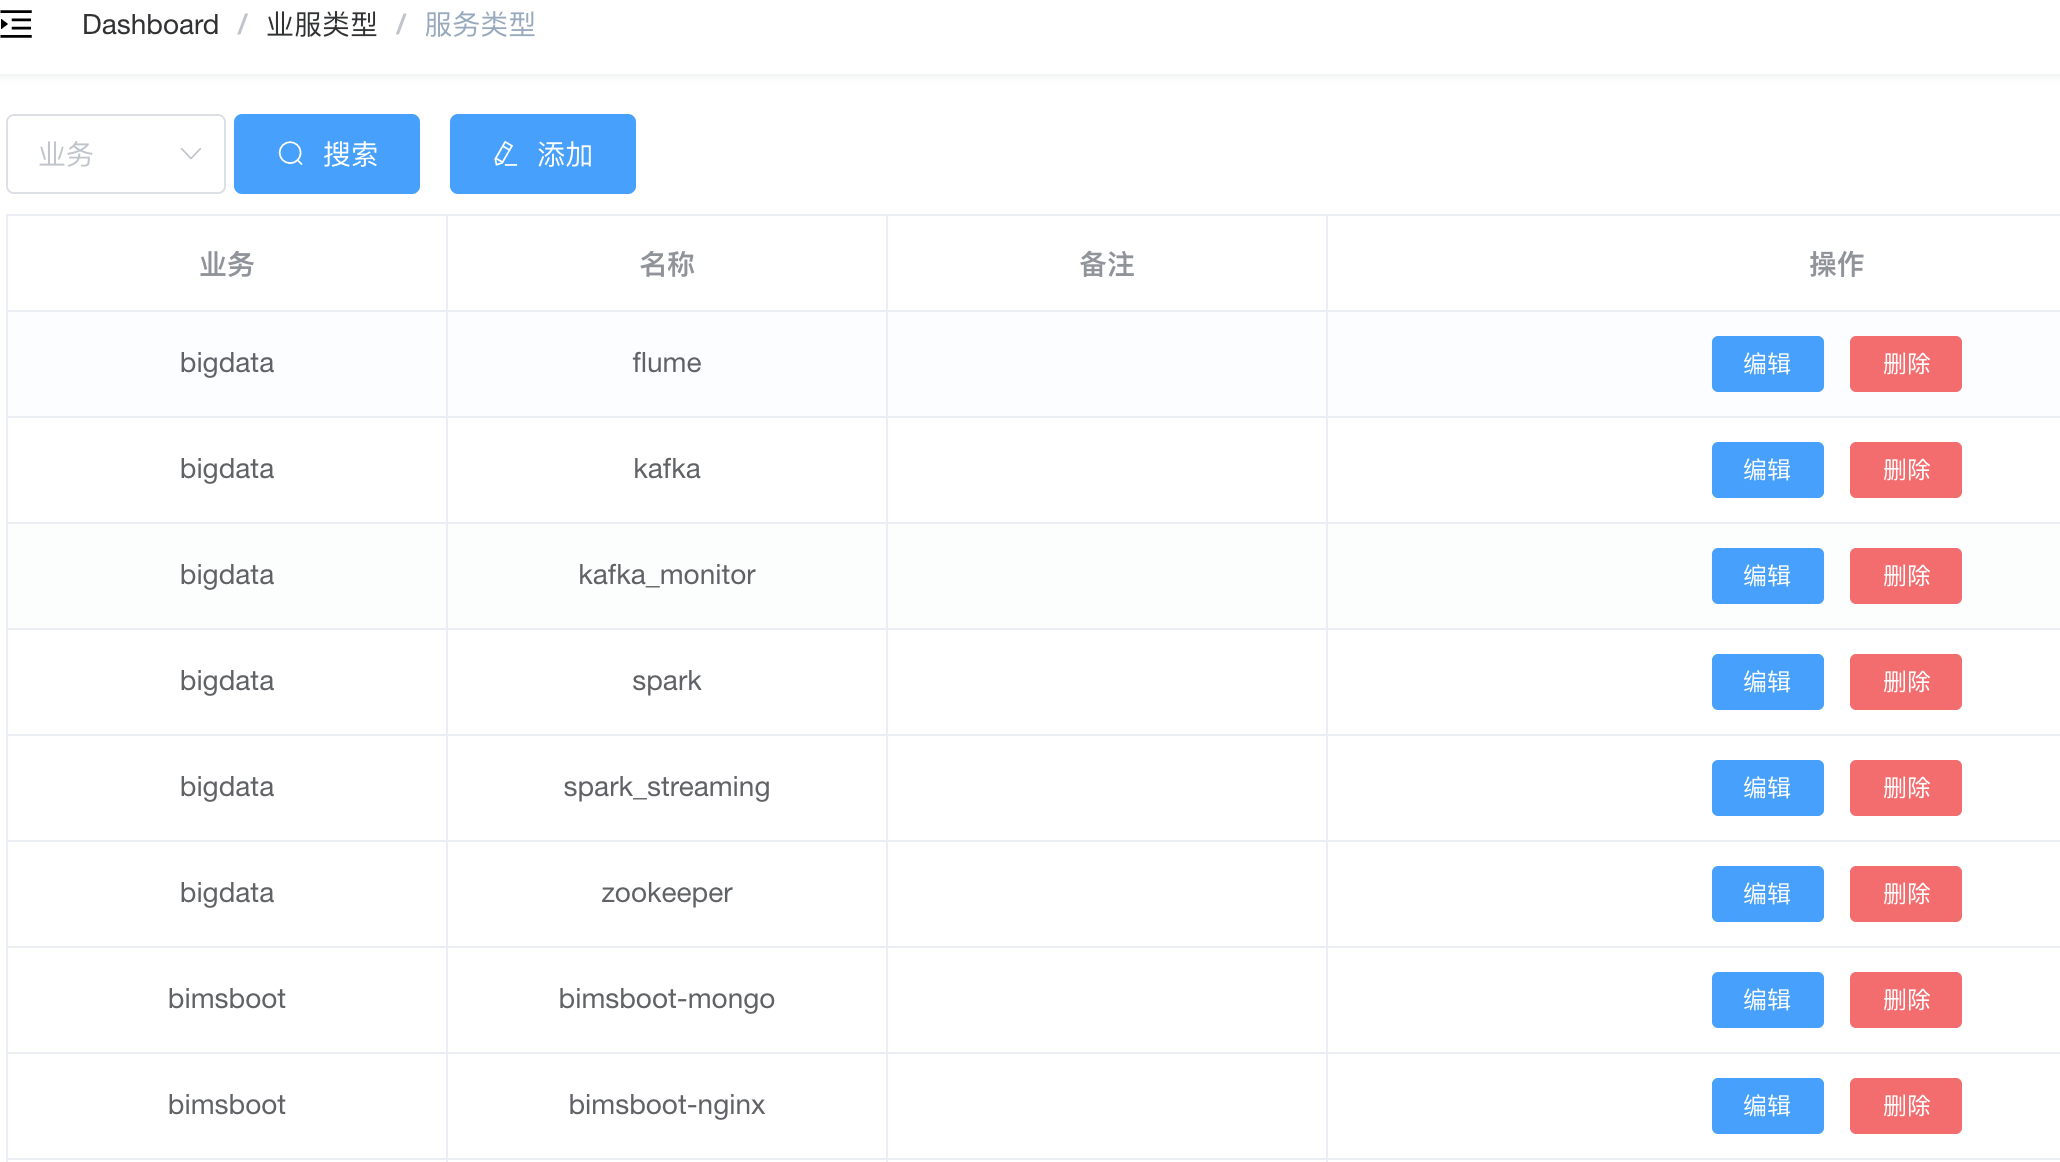 Dashboard / 业服类型 / 服务类型
业务 搜索 添加
业务 名称 备注 操作
bigdata flume 编辑 删除
bigdata kafka 编辑 删除
bigdata kafka_monitor 编辑 删除
bigdata spark 编辑 删除
bigdata spark_streaming 编辑 删除
bigdata zookeeper 编辑 删除
bimsboot bimsboot-mongo 编辑 删除
bimsboot bimsboot-nginx 编辑 删除